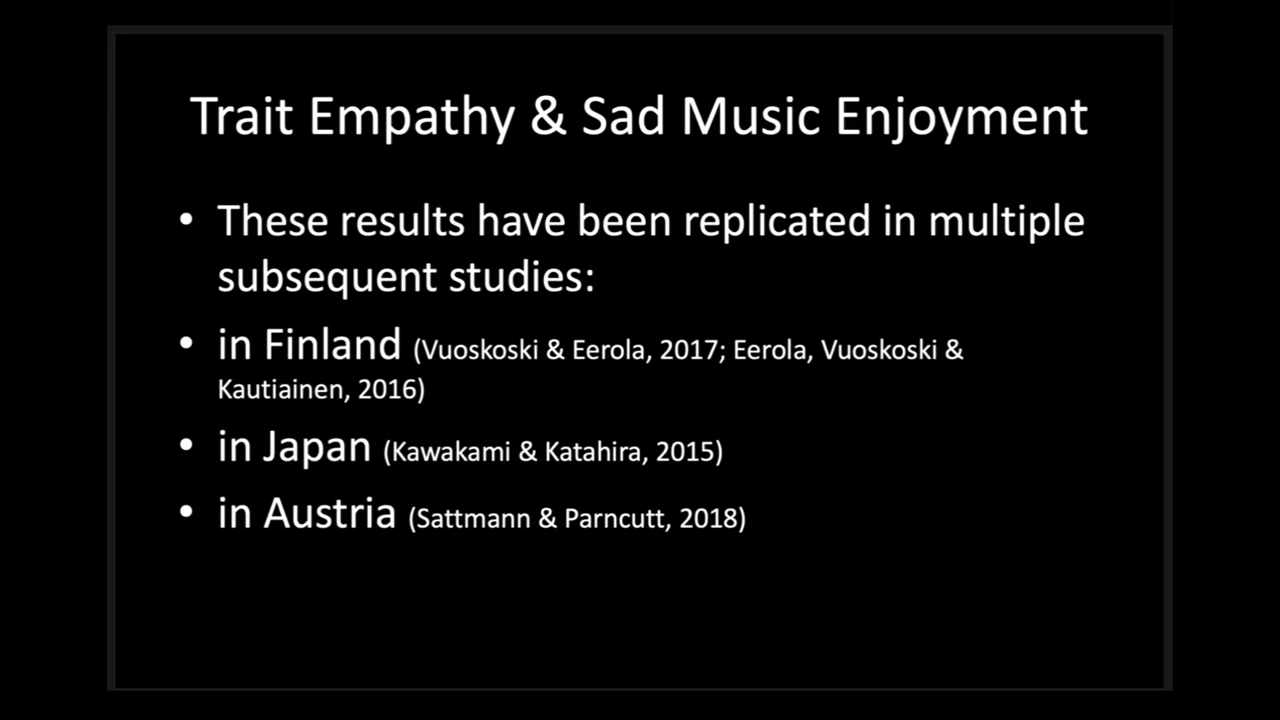 Trait Empathy & Sad Music Enjoyment
• These results have been replicated in multiple
subsequent studies:
• in Finland (Vuoskoski & Eerola, 2017; Eerola, Vuoskoski &
Kautiainen, 2016)
• in Japan (Kawakami & Katahira, 2015)
• in Austria (Sattmann & Parncutt, 2018)